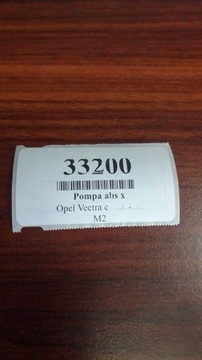 33200
Pompa abs x
Opel Vectra c
M2